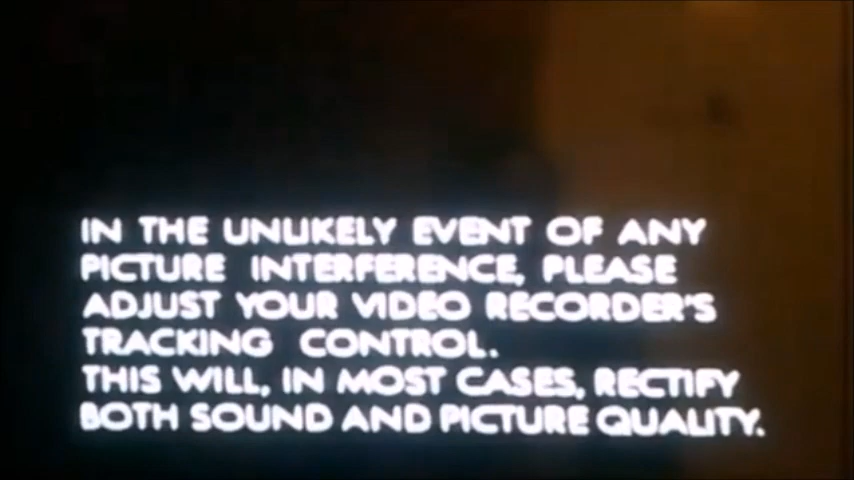 IN THE UNLIKELY EVENT OF ANY
PICTURE INTERFERENCE, PLEASE
ADJUST YOUR VIDEO RECORDER'S
TRACKING CONTROL.
THIS WILL, IN MOST CASES, RECTIFY
BOTH SOUND AND PICTURE QUALITY.